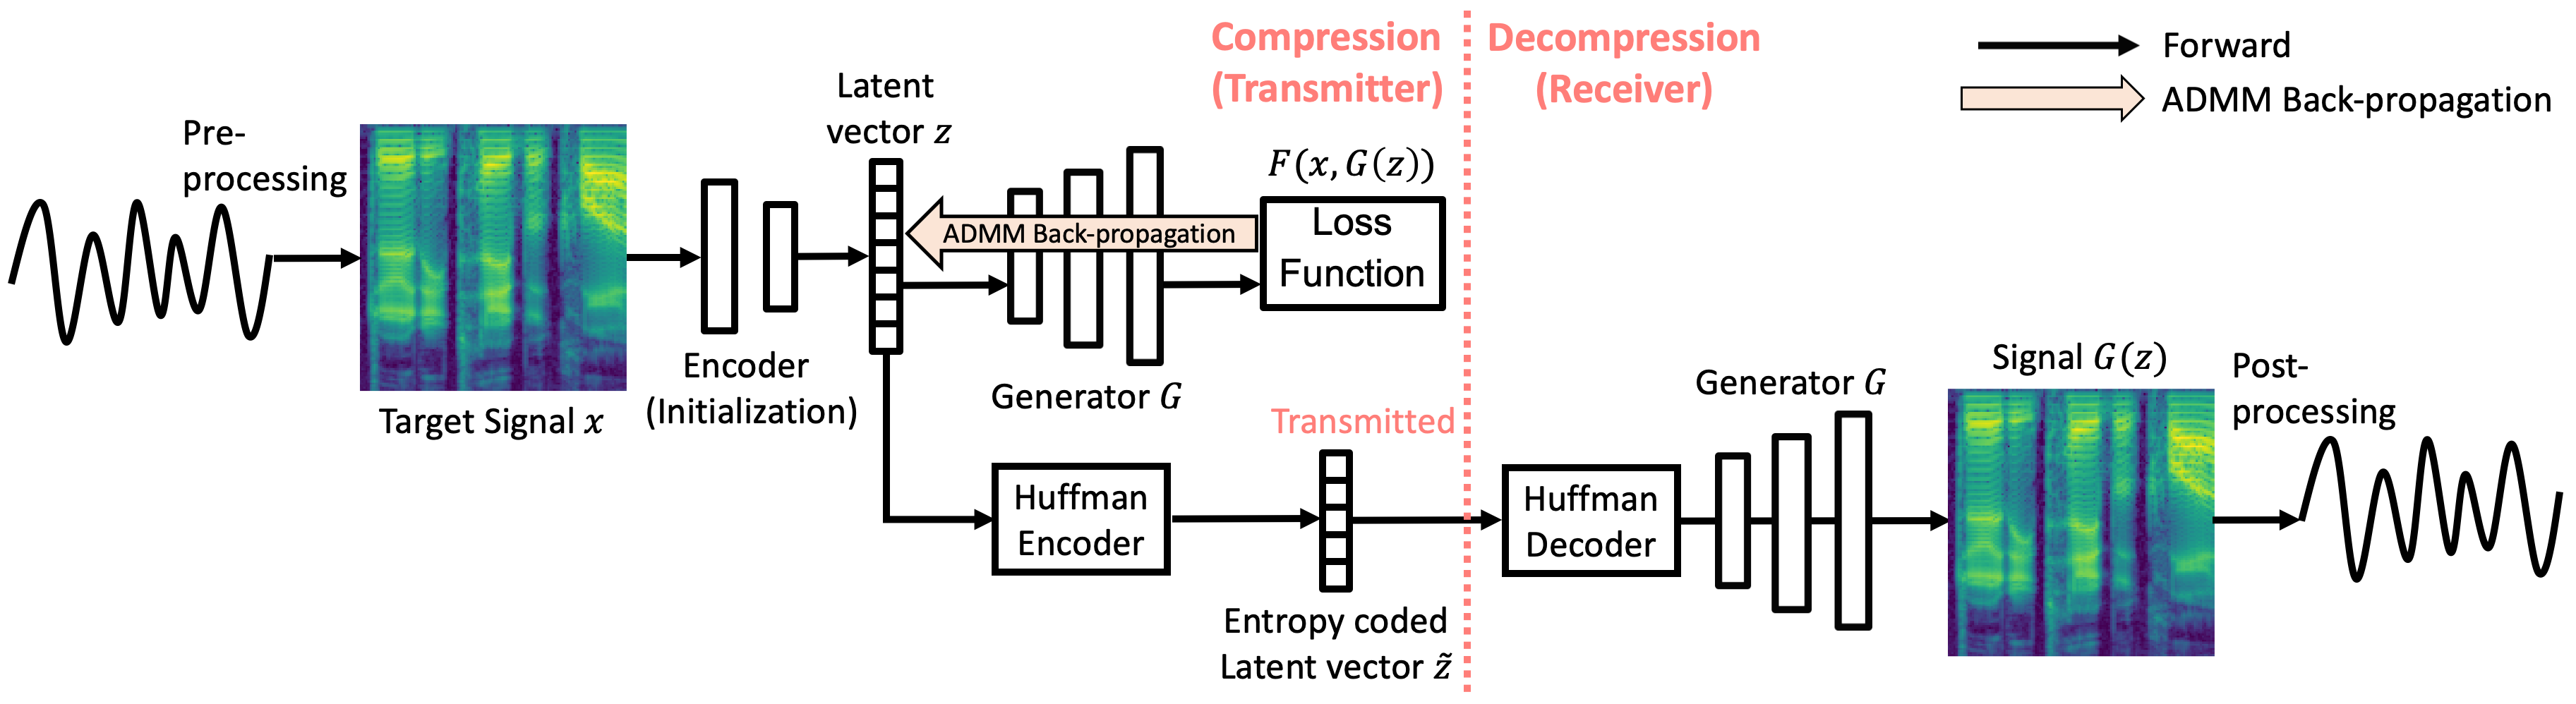 Compression
(Transmitter)
Decompression
(Receiver)
Forward
ADMM Back-propagation
Pre-
processing
Target Signal x
Encoder
(Initialization)
Latent
vector z
ADMM Back-propagation
Generator G
F(x, G(z))
Loss
Function
Huffman
Encoder
Transmitted
Entropy coded
Latent vector z̃
Huffman
Decoder
Generator G
Signal G(z)
Post-
processing